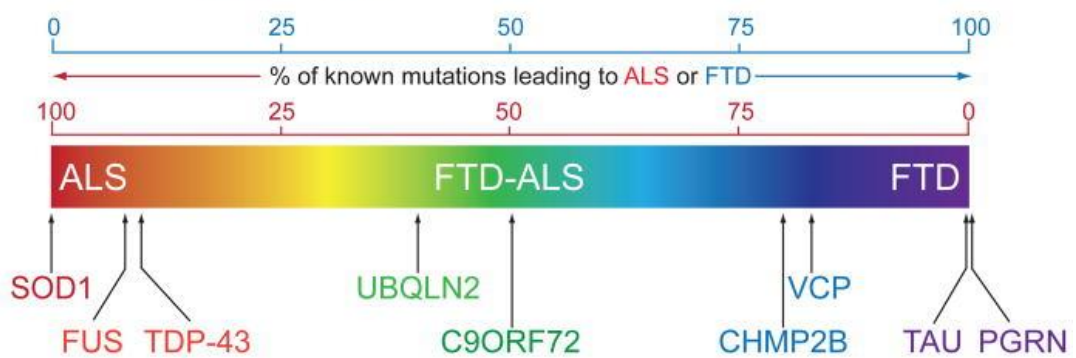 0 25 50 75 100
% of known mutations leading to ALS or FTD
100 25 50 75 0
ALS FTD-ALS FTD
SOD1 UBQLN2 VCP
FUS TDP-43 C9ORF72 CHMP2B TAU PGRN